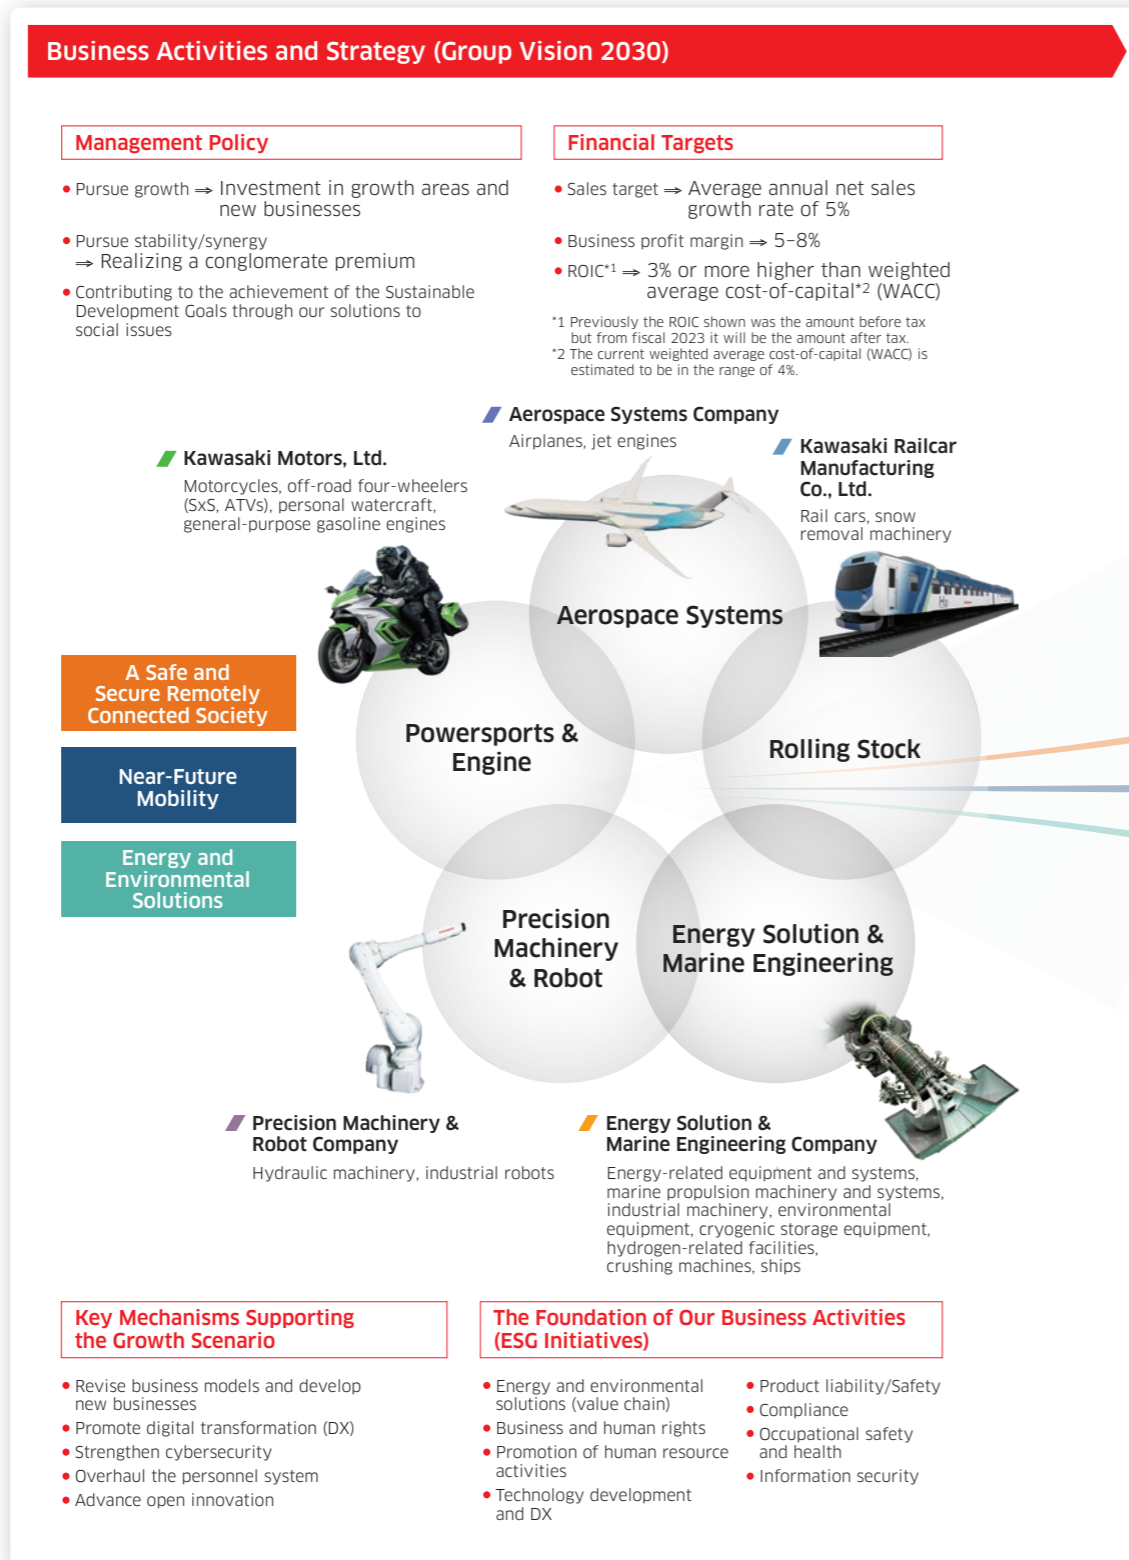 Business Activities and Strategy (Group Vision 2030)
Management Policy
• Pursue growth ⇒ Investment in growth areas and
new businesses
• Pursue stability/synergy
⇒ Realizing a conglomerate premium
• Contributing to the achievement of the Sustainable
Development Goals through our solutions to
social issues
Financial Targets
• Sales target ⇒ Average annual net sales
growth rate of 5%
• Business profit margin ⇒ 5–8%
• ROIC*1 ⇒ 3% or more higher than weighted
average cost-of-capital*2 (WACC)
*1 Previously the ROIC shown was the amount before tax
but from fiscal 2023 it will be the amount after tax.
*2 The current weighted average cost-of-capital (WACC) is
estimated to be in the range of 4%.
Aerospace Systems Company
Airplanes, jet engines
Kawasaki Motors, Ltd.
Motorcycles, off-road four-wheelers
(SxS, ATVs), personal watercraft,
general-purpose gasoline engines
Kawasaki Railcar
Manufacturing
Co., Ltd.
Rail cars, snow
removal machinery
Aerospace Systems
A Safe and
Secure Remotely
Connected Society
Near-Future
Mobility
Energy and
Environmental
Solutions
Powersports &
Engine
Rolling Stock
Precision
Machinery
& Robot
Energy Solution &
Marine Engineering
Precision Machinery &
Robot Company
Hydraulic machinery, industrial robots
Energy Solution &
Marine Engineering Company
Energy-related equipment and systems,
marine propulsion machinery and systems,
industrial machinery, environmental
equipment, cryogenic storage equipment,
hydrogen-related facilities,
crushing machines, ships
Key Mechanisms Supporting
the Growth Scenario
• Revise business models and develop
new businesses
• Promote digital transformation (DX)
• Strengthen cybersecurity
• Overhaul the personnel system
• Advance open innovation
The Foundation of Our Business Activities
(ESG Initiatives)
• Energy and environmental
solutions (value chain)
• Business and human rights
• Promotion of human resource
activities
• Technology development
and DX
• Product liability/Safety
• Compliance
• Occupational safety
and health
• Information security